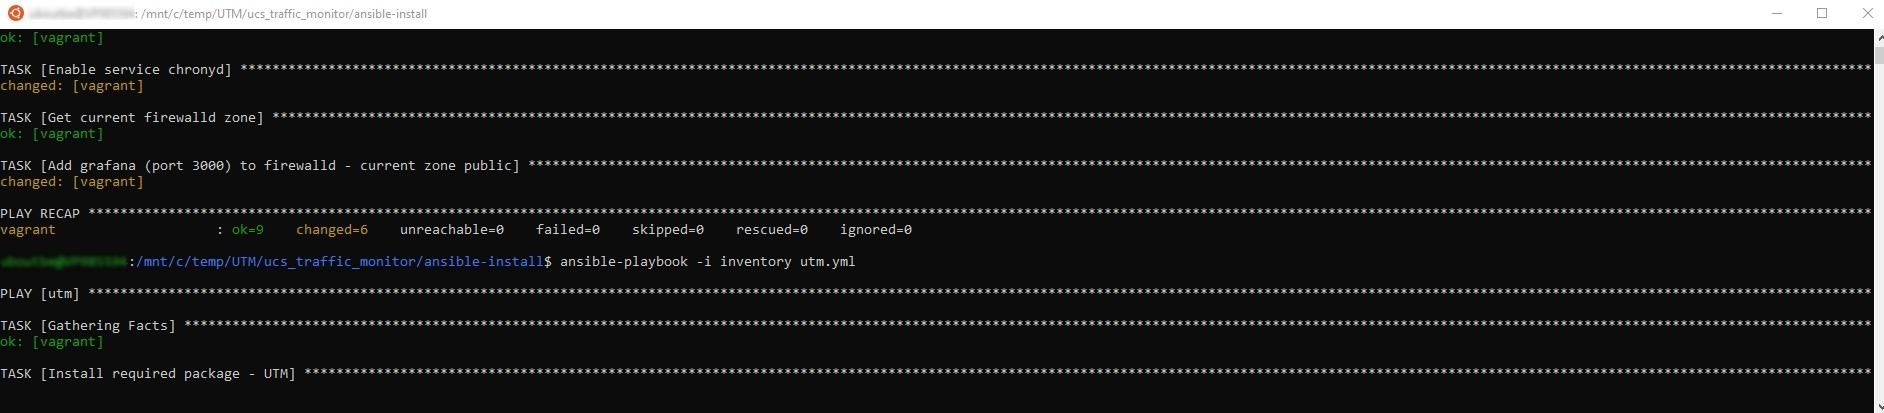 : /mnt/c/temp/UTM/ucs_traffic_monitor/ansible-install
ok: [vagrant]
TASK [Enable service chronyd] ****************************************************************************************************************************************************************************************************________
changed: [vagrant]
TASK [Get current firewalld zone] ********************************************************************************************************************************************************************************************************
ok: [vagrant]
TASK [Add grafana (port 3000) to firewalld - current zone public] ************************************************************************************************************************************************************************
changed: [vagrant]
PLAY RECAP *******************************************************************************************************************************************************************************************************************************
vagrant : ok=9 changed=6 unreachable=0 failed=0 skipped=0 rescued=0 ignored=0
:/mnt/c/temp/UTM/ucs_traffic_monitor/ansible-install$ ansible-playbook -i inventory utm.yml
PLAY [utm] *******************************************************************************************************************************************************************************************************************************
TASK [Gathering Facts] *******************************************************************************************************************************************************************************************************************
ok: [vagrant]
TASK [Install required package - UTM] ****************************************************************************************************************************************************************************************************